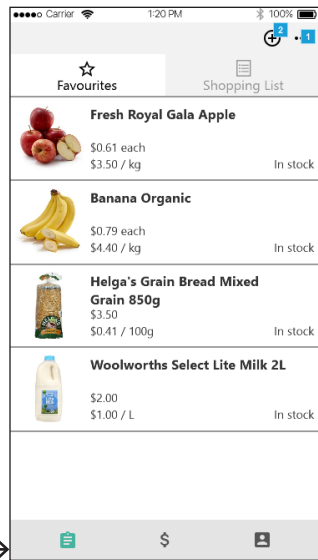 Carrier 1:20 PM 100%
2
1
Favourites Shopping List
Fresh Royal Gala Apple
$0.61 each
$3.50 / kg In stock
Banana Organic
$0.79 each
$4.40 / kg In stock
Helga's Grain Bread Mixed
Grain 850g
$3.50
$0.41 / 100g
Woolworths Select Lite Milk 2L
$2.00
$1.00 / L In stock
$